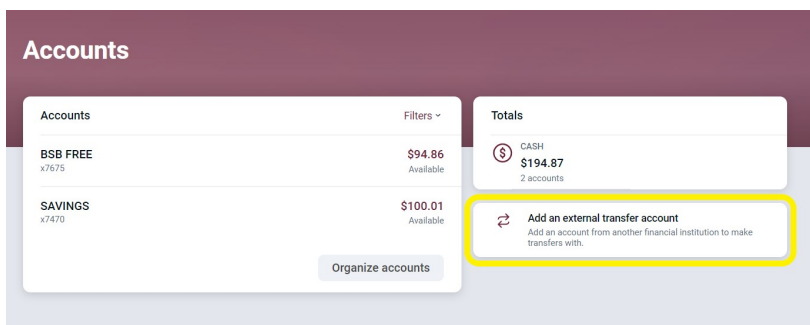 Accounts
Accounts
Filters
BSB FREE
$94.86
x7675
Available
SAVINGS
$100.01
x7470
Available
Organize accounts
Totals
CASH
$194.87
2 accounts
Add an external transfer account
Add an account from another financial institution to make
transfers with.